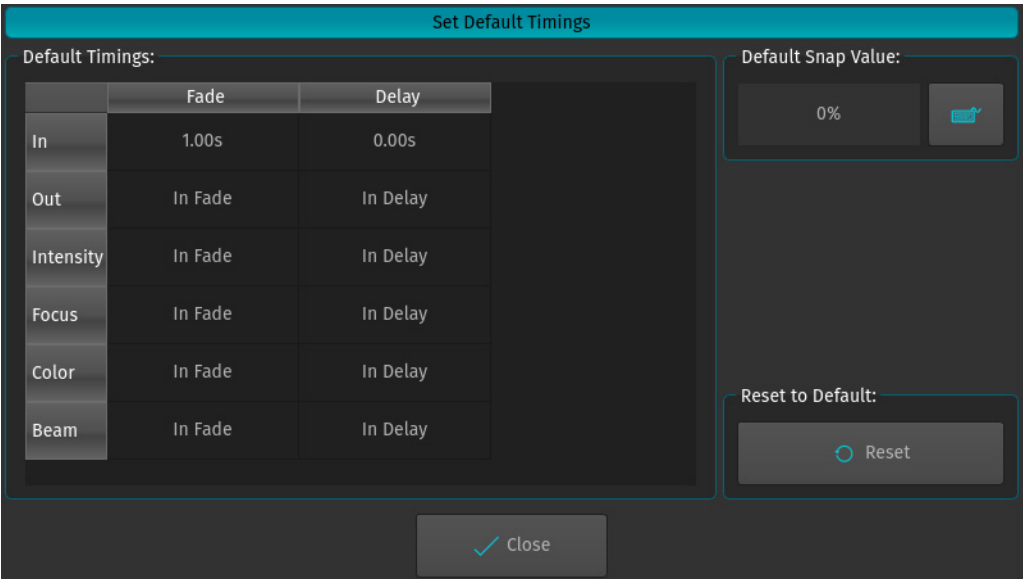 Set Default Timings
Default Timings:
Default Snap Value:
Fade Delay
0%
In 1.00s 0.00s
Out In Fade In Delay
Intensity In Fade In Delay
Focus In Fade In Delay
Color In Fade In Delay
Reset to Default:
Beam In Fade In Delay
Reset
Close